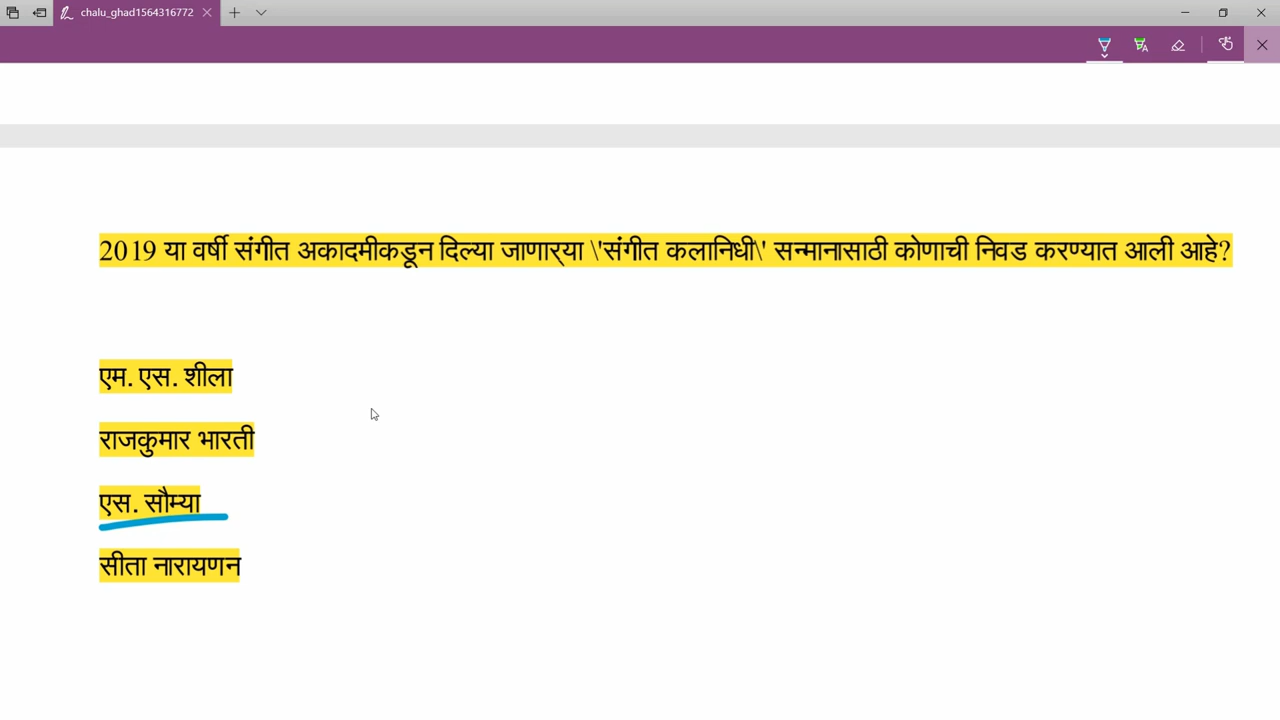 chalu_ghad1564316772
2019 या वर्षी संगीत अकादमीकडून दिल्या जाणार्‍या \'संगीत कलानिधी\' सन्मानासाठी कोणाची निवड करण्यात आली आहे?
एम. एस. शीला
राजकुमार भारती
एस. सौम्या
सीता नारायणन